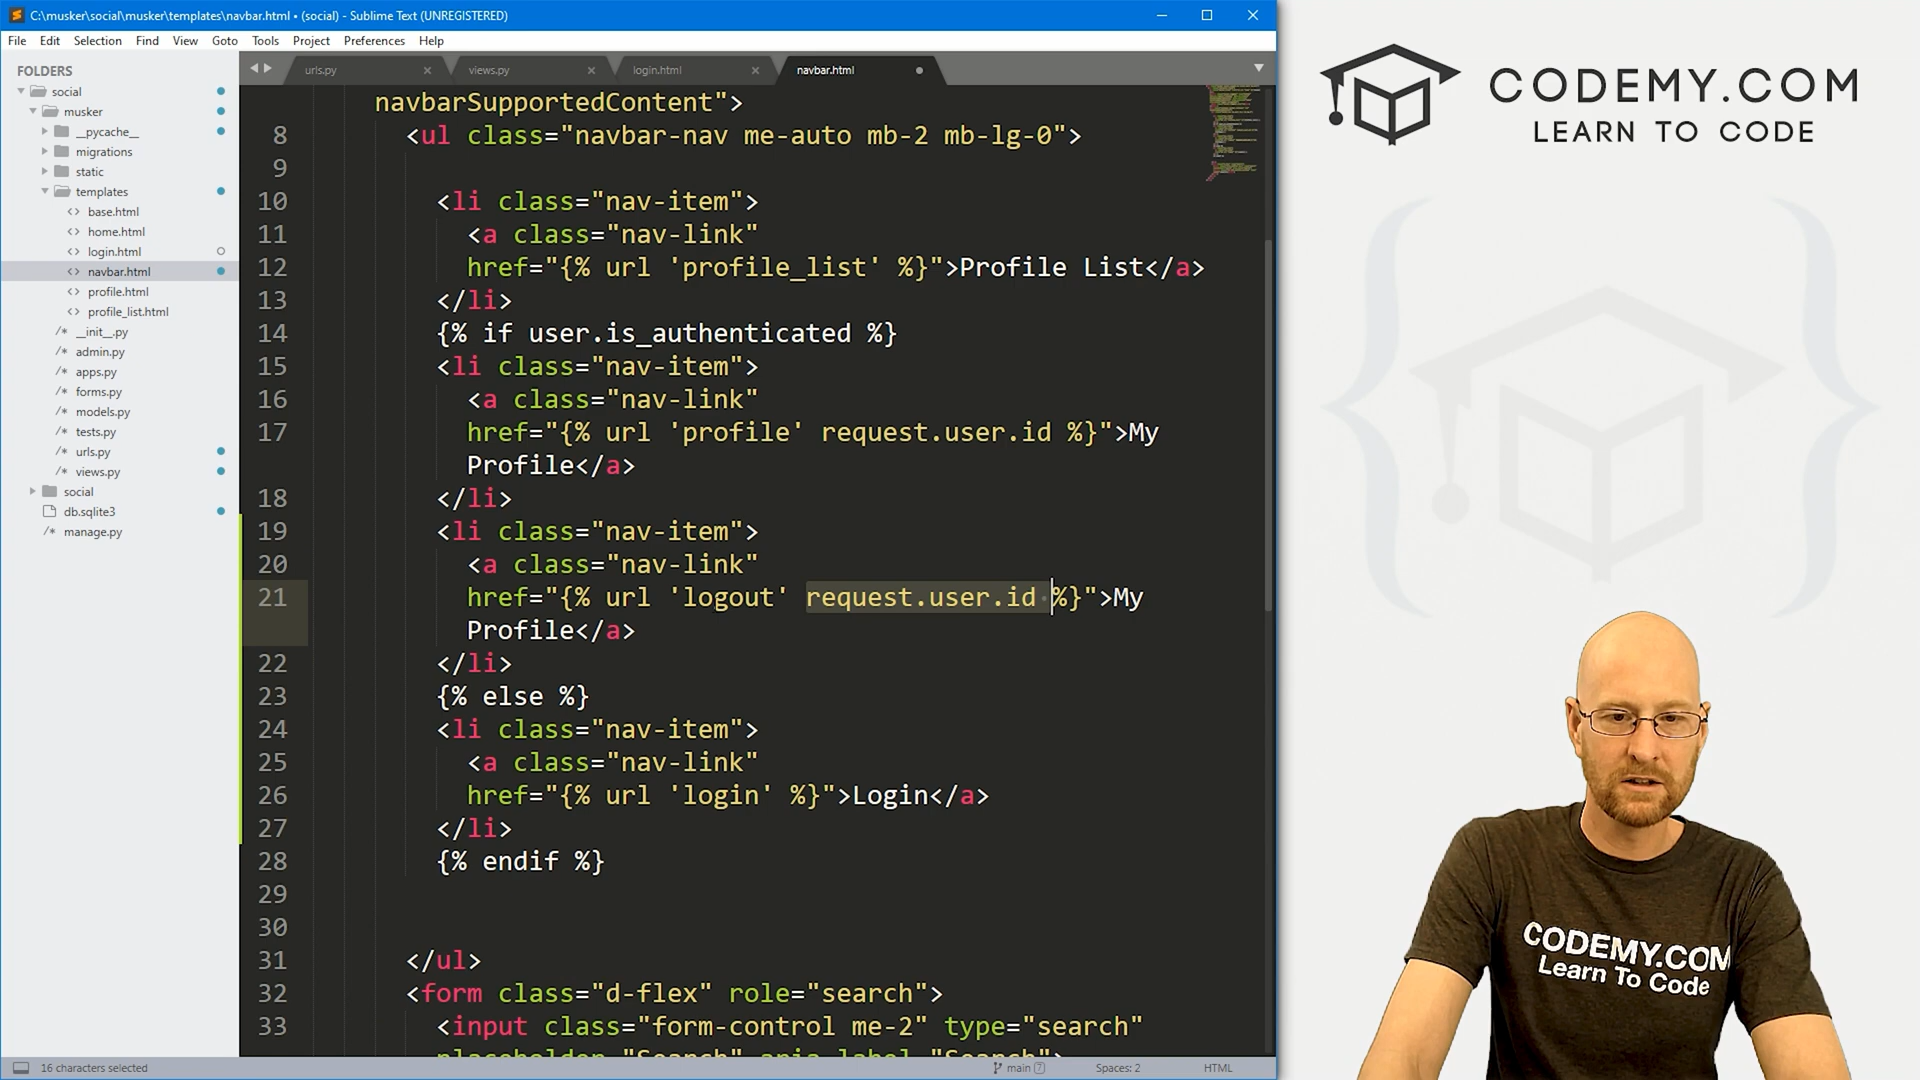 C:\musker\social\musker\templates\navbar.html • (social) - Sublime Text (UNREGISTERED)
File Edit Selection Find View Goto Tools Project Preferences Help
FOLDERS
social
musker
__pycache__
migrations
static
templates
base.html
home.html
login.html
navbar.html
profile.html
profile_list.html
__init__.py
admin.py
apps.py
forms.py
models.py
tests.py
urls.py
views.py
social
db.sqlite3
manage.py
urls.py views.py login.html navbar.html
navbarSupportedContent">
8 <ul class="navbar-nav me-auto mb-2 mb-lg-0">
9
10 <li class="nav-item">
11 <a class="nav-link"
12 href="{% url 'profile_list' %}">Profile List</a>
13 </li>
14 {% if user.is_authenticated %}
15 <li class="nav-item">
16 <a class="nav-link"
17 href="{% url 'profile' request.user.id %}">My
Profile</a>
18 </li>
19 <li class="nav-item">
20 <a class="nav-link"
21 href="{% url 'logout' request.user.id %}">My
Profile</a>
22 </li>
23 {% else %}
24 <li class="nav-item">
25 <a class="nav-link"
26 href="{% url 'login' %}">Login</a>
27 </li>
28 {% endif %}
29
30
31 </ul>
32 <form class="d-flex" role="search">
33 <input class="form-control me-2" type="search"
placeholder="Search" aria-label="Search">
16 characters selected
main 7
Spaces: 2
HTML
CODEMY.COM
LEARN TO CODE
CODEMY.COM
Learn To Code